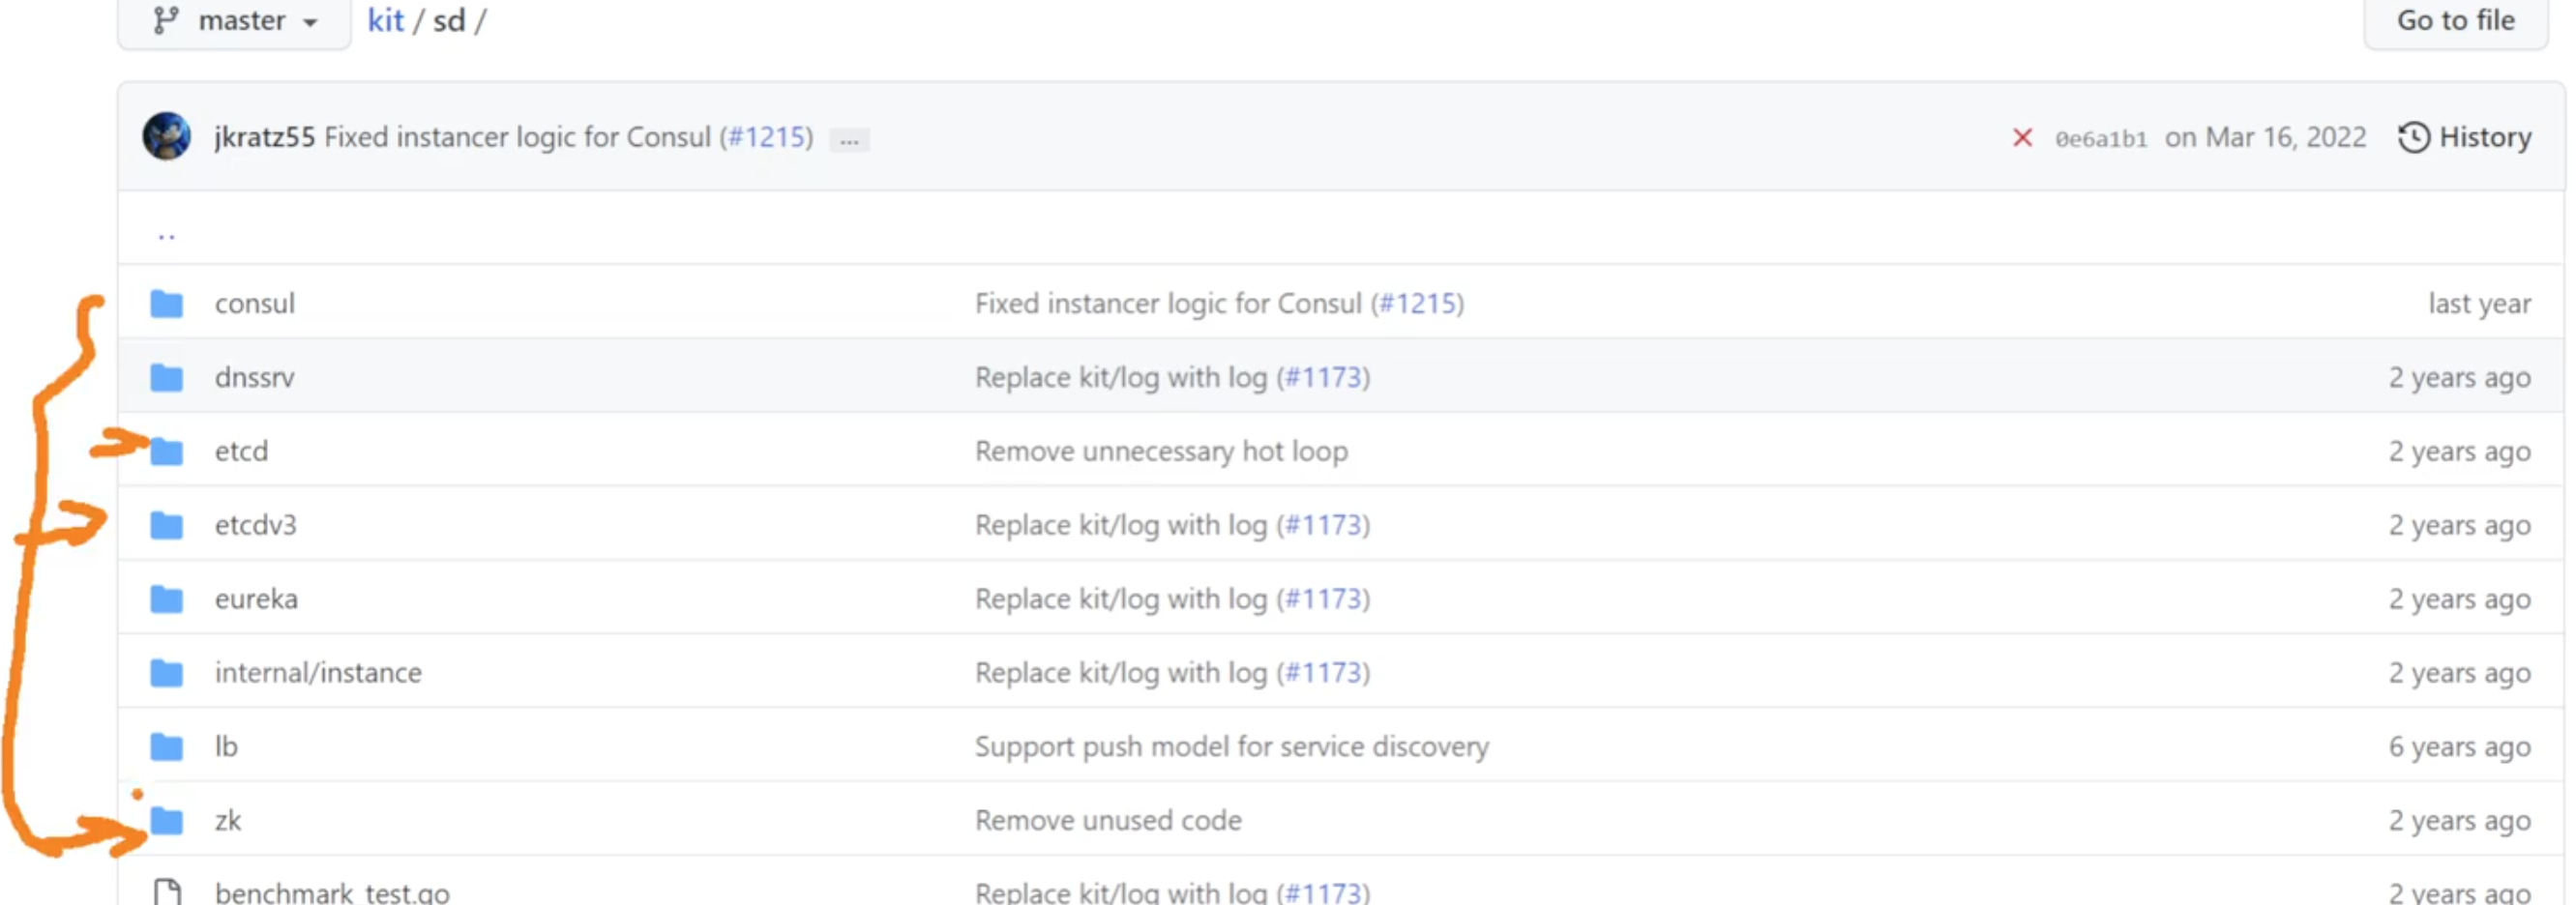 master kit / sd / Go to file
jkratz55 Fixed instancer logic for Consul (#1215) ... 0e6a1b1 on Mar 16, 2022 History
..
consul Fixed instancer logic for Consul (#1215) last year
dnssrv Replace kit/log with log (#1173) 2 years ago
etcd Remove unnecessary hot loop 2 years ago
etcdv3 Replace kit/log with log (#1173) 2 years ago
eureka Replace kit/log with log (#1173) 2 years ago
internal/instance Replace kit/log with log (#1173) 2 years ago
lb Support push model for service discovery 6 years ago
zk Remove unused code 2 years ago
benchmark_test.go Replace kit/log with log (#1173) 2 years ago